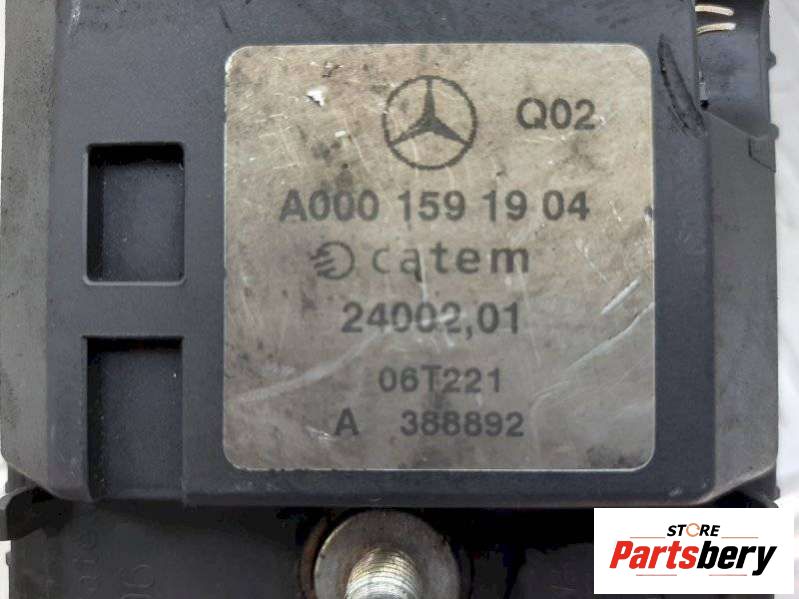 Q02
A000 159 19 04
catem
24002,01
06T221
A 388892
STORE
Partsbery